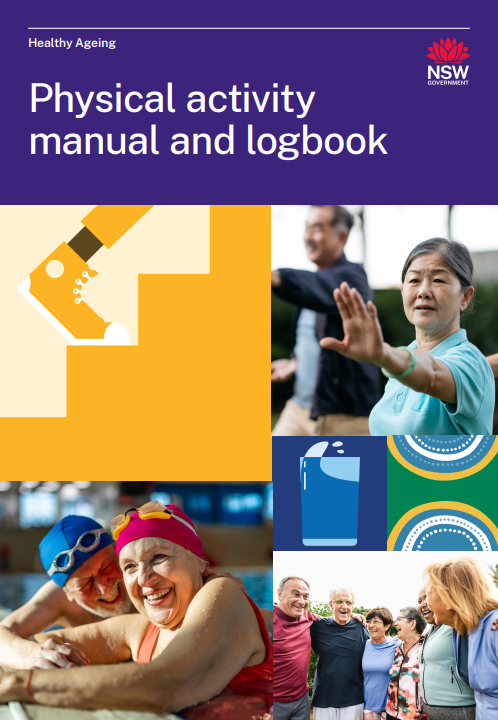 Healthy Ageing
NSW
GOVERNMENT
Physical activity
manual and logbook